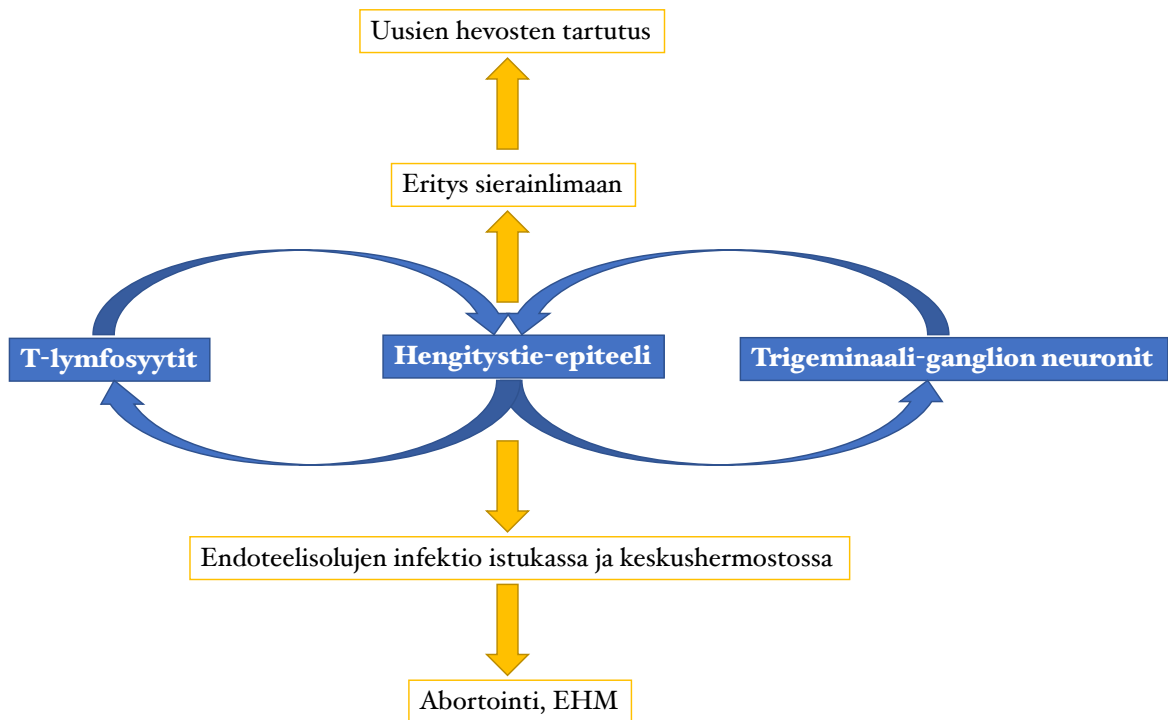 Uusien hevosten tartutus
Eritys sierainlimaan
T-lymfosyytit
Hengitystie-epiteeli
Trigeminaali-ganglion neuronit
Endoteelisolujen infektio istukassa ja keskushermostossa
Abortointi, EHM